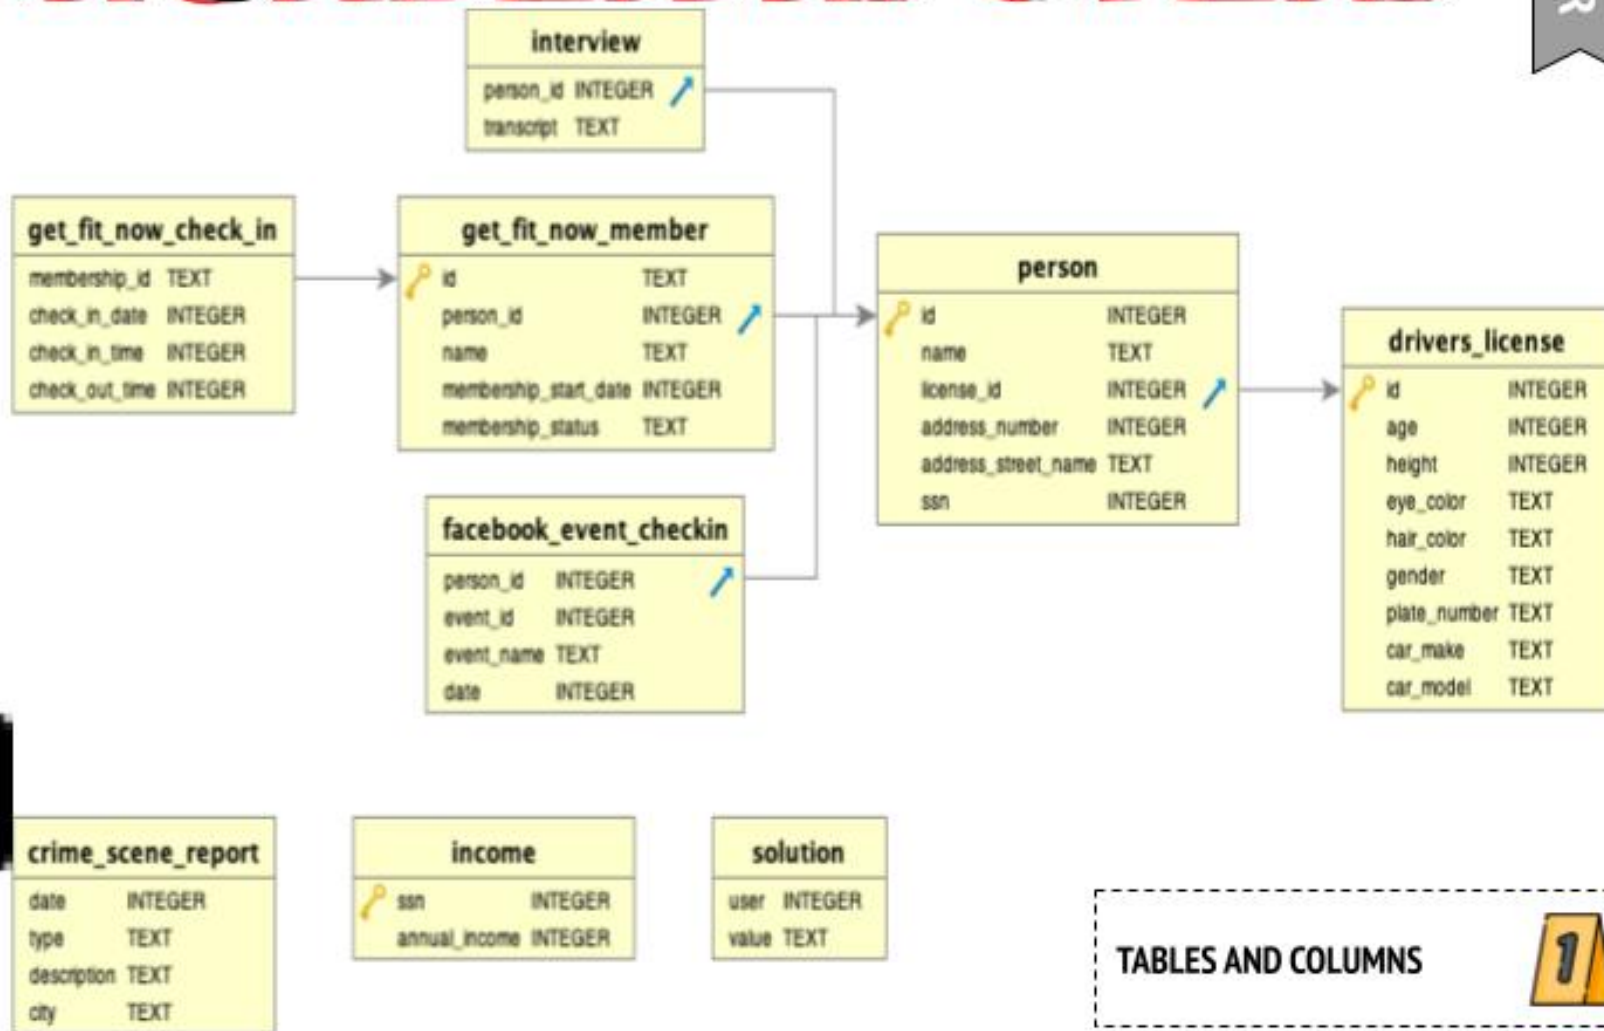 interview
person_id INTEGER
transcript TEXT
get_fit_now_check_in
membership_id TEXT
check_in_date INTEGER
check_in_time INTEGER
check_out_time INTEGER
get_fit_now_member
id TEXT
person_id INTEGER
name TEXT
membership_start_date INTEGER
membership_status TEXT
person
id INTEGER
name TEXT
license_id INTEGER
address_number INTEGER
address_street_name TEXT
ssn INTEGER
drivers_license
id INTEGER
age INTEGER
height INTEGER
eye_color TEXT
hair_color TEXT
gender TEXT
plate_number TEXT
car_make TEXT
car_model TEXT
facebook_event_checkin
person_id INTEGER
event_id INTEGER
event_name TEXT
date INTEGER
crime_scene_report
date INTEGER
type TEXT
description TEXT
city TEXT
income
ssn INTEGER
annual_income INTEGER
solution
user INTEGER
value TEXT
TABLES AND COLUMNS
1